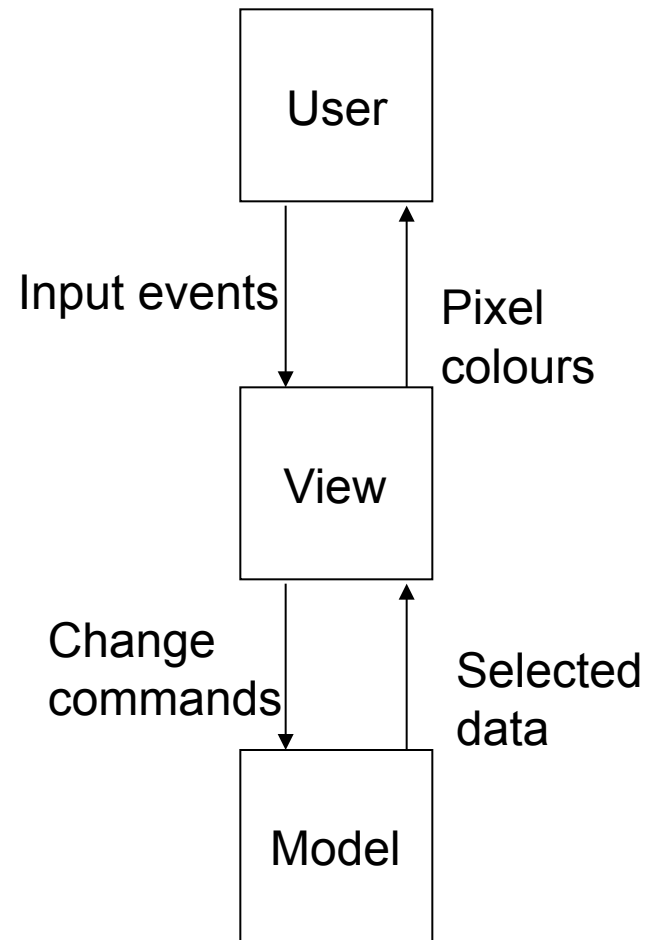 User
Input events
Pixel
colours
View
Change
commands
Selected
data
Model